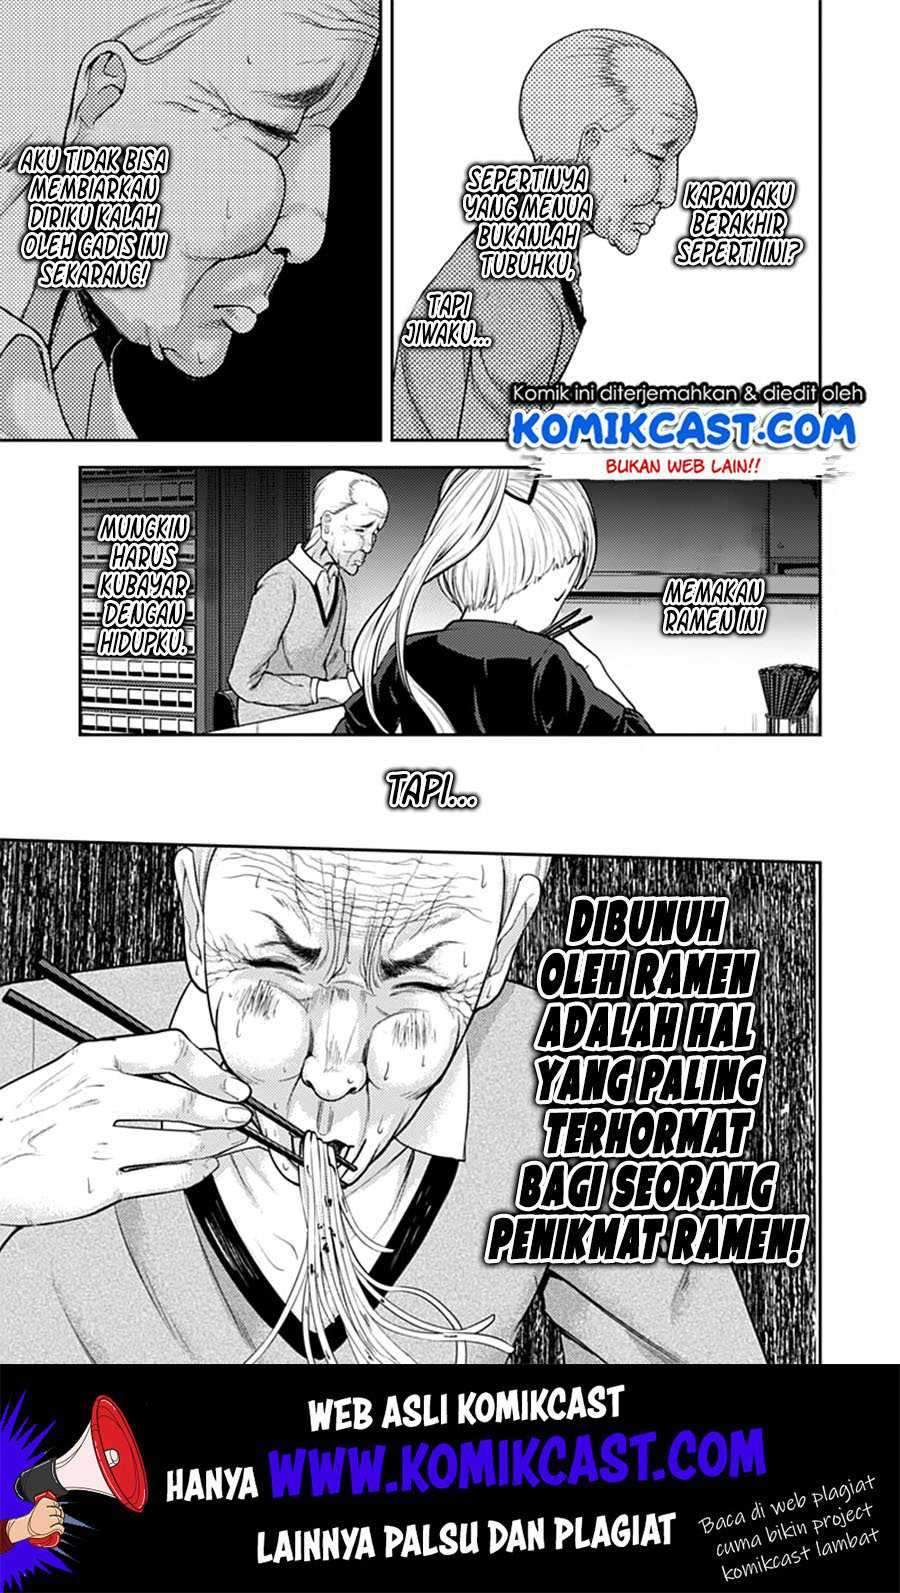 KAPAN AKU
BERAKHIR
SEPERTI INI?
SEPERTINYA
YANG MENUA
BUKANLAH
TUBUHKU,
TAPI
JIWAKU...
AKU TIDAK BISA
MEMBIARKAN
DIRIKU KALAH
OLEH GADIS INI
SEKARANG!
Komik ini diterjemahkan & diedit oleh
KOMIKCAST.COM
BUKAN WEB LAIN!!
MEMAKAN
RAMEN INI
MUNGKIN
HARUS
KUBAYAR
DENGAN
HIDUPKU.
TAPI...
DIBUNUH
OLEH RAMEN
ADALAH HAL
YANG PALING
TERHORMAT
BAGI SEORANG
PENIKMAT RAMEN!
WEB ASLI KOMIKCAST
HANYA WWW.KOMIKCAST.COM
LAINNYA PALSU DAN PLAGIAT
Baca di web plagiat
cuma bikin project
komikcast lambat